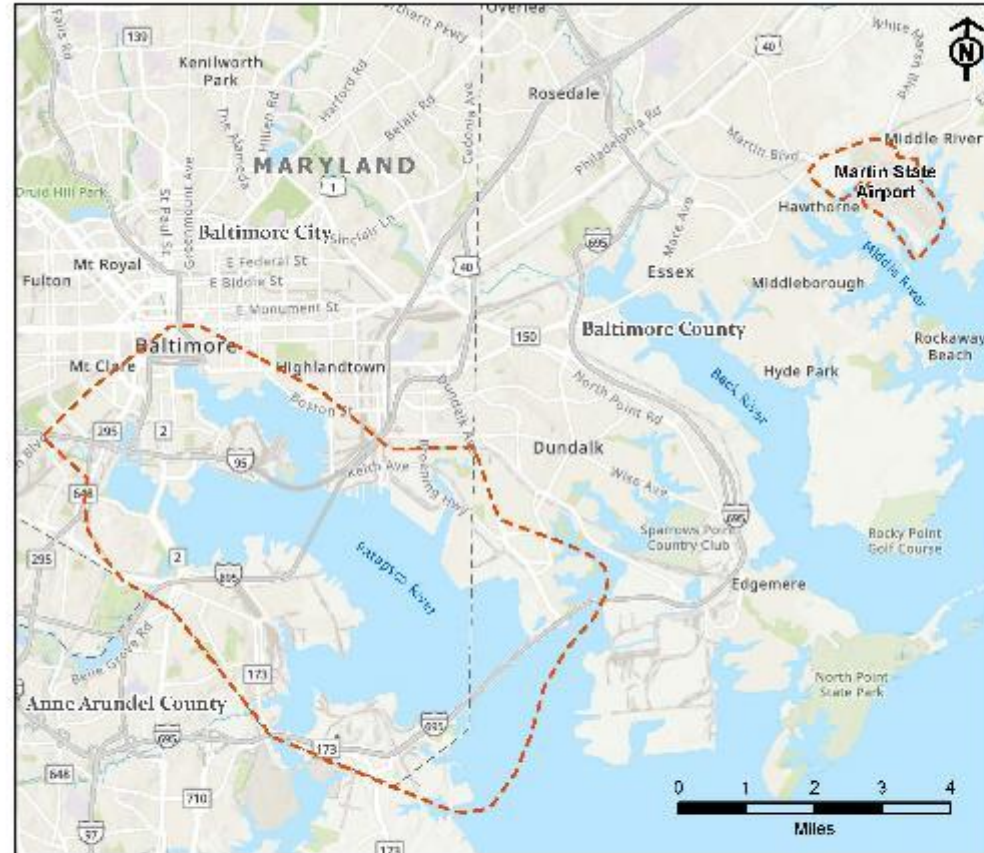 Overlea
Northern Pkwy
Falls Rd
139
Kenilworth
Park
Harford Rd
Hillen Rd
The Alameda
Belair Rd
Cedonia Ave
40
White
Marsh Blvd
N
Rosedale
Philadelphia Rd
Martin Blvd
Middle River
Martin State
Airport
Hawthorne
MARYLAND
1
Druid Hill Park
St Paul St
Greenmount Ave
Baltimore City
Sinclair Ln
E Federal St
E Biddle St
E Monument St
Mt Royal
Fulton
40
695
Mace Ave
Essex
Middleborough
Middle River
Rockaway
Beach
Baltimore County
150
Baltimore
Mt Clare
Highlandtown
Boston St
Dundalk Ave
North Point Rd
Back River
Hyde Park
295
2
95
Keith Ave
Broening Hwy
Dundalk
Wise Ave
648
295
2
895
Patapsco River
Sparrows Point
Country Club
695
Rocky Point
Golf Course
Edgemere
Belle Grove Rd
173
North Point
State Park
Anne Arundel County
695
173
695
648
710
97
173
0 1 2 3 4
Miles